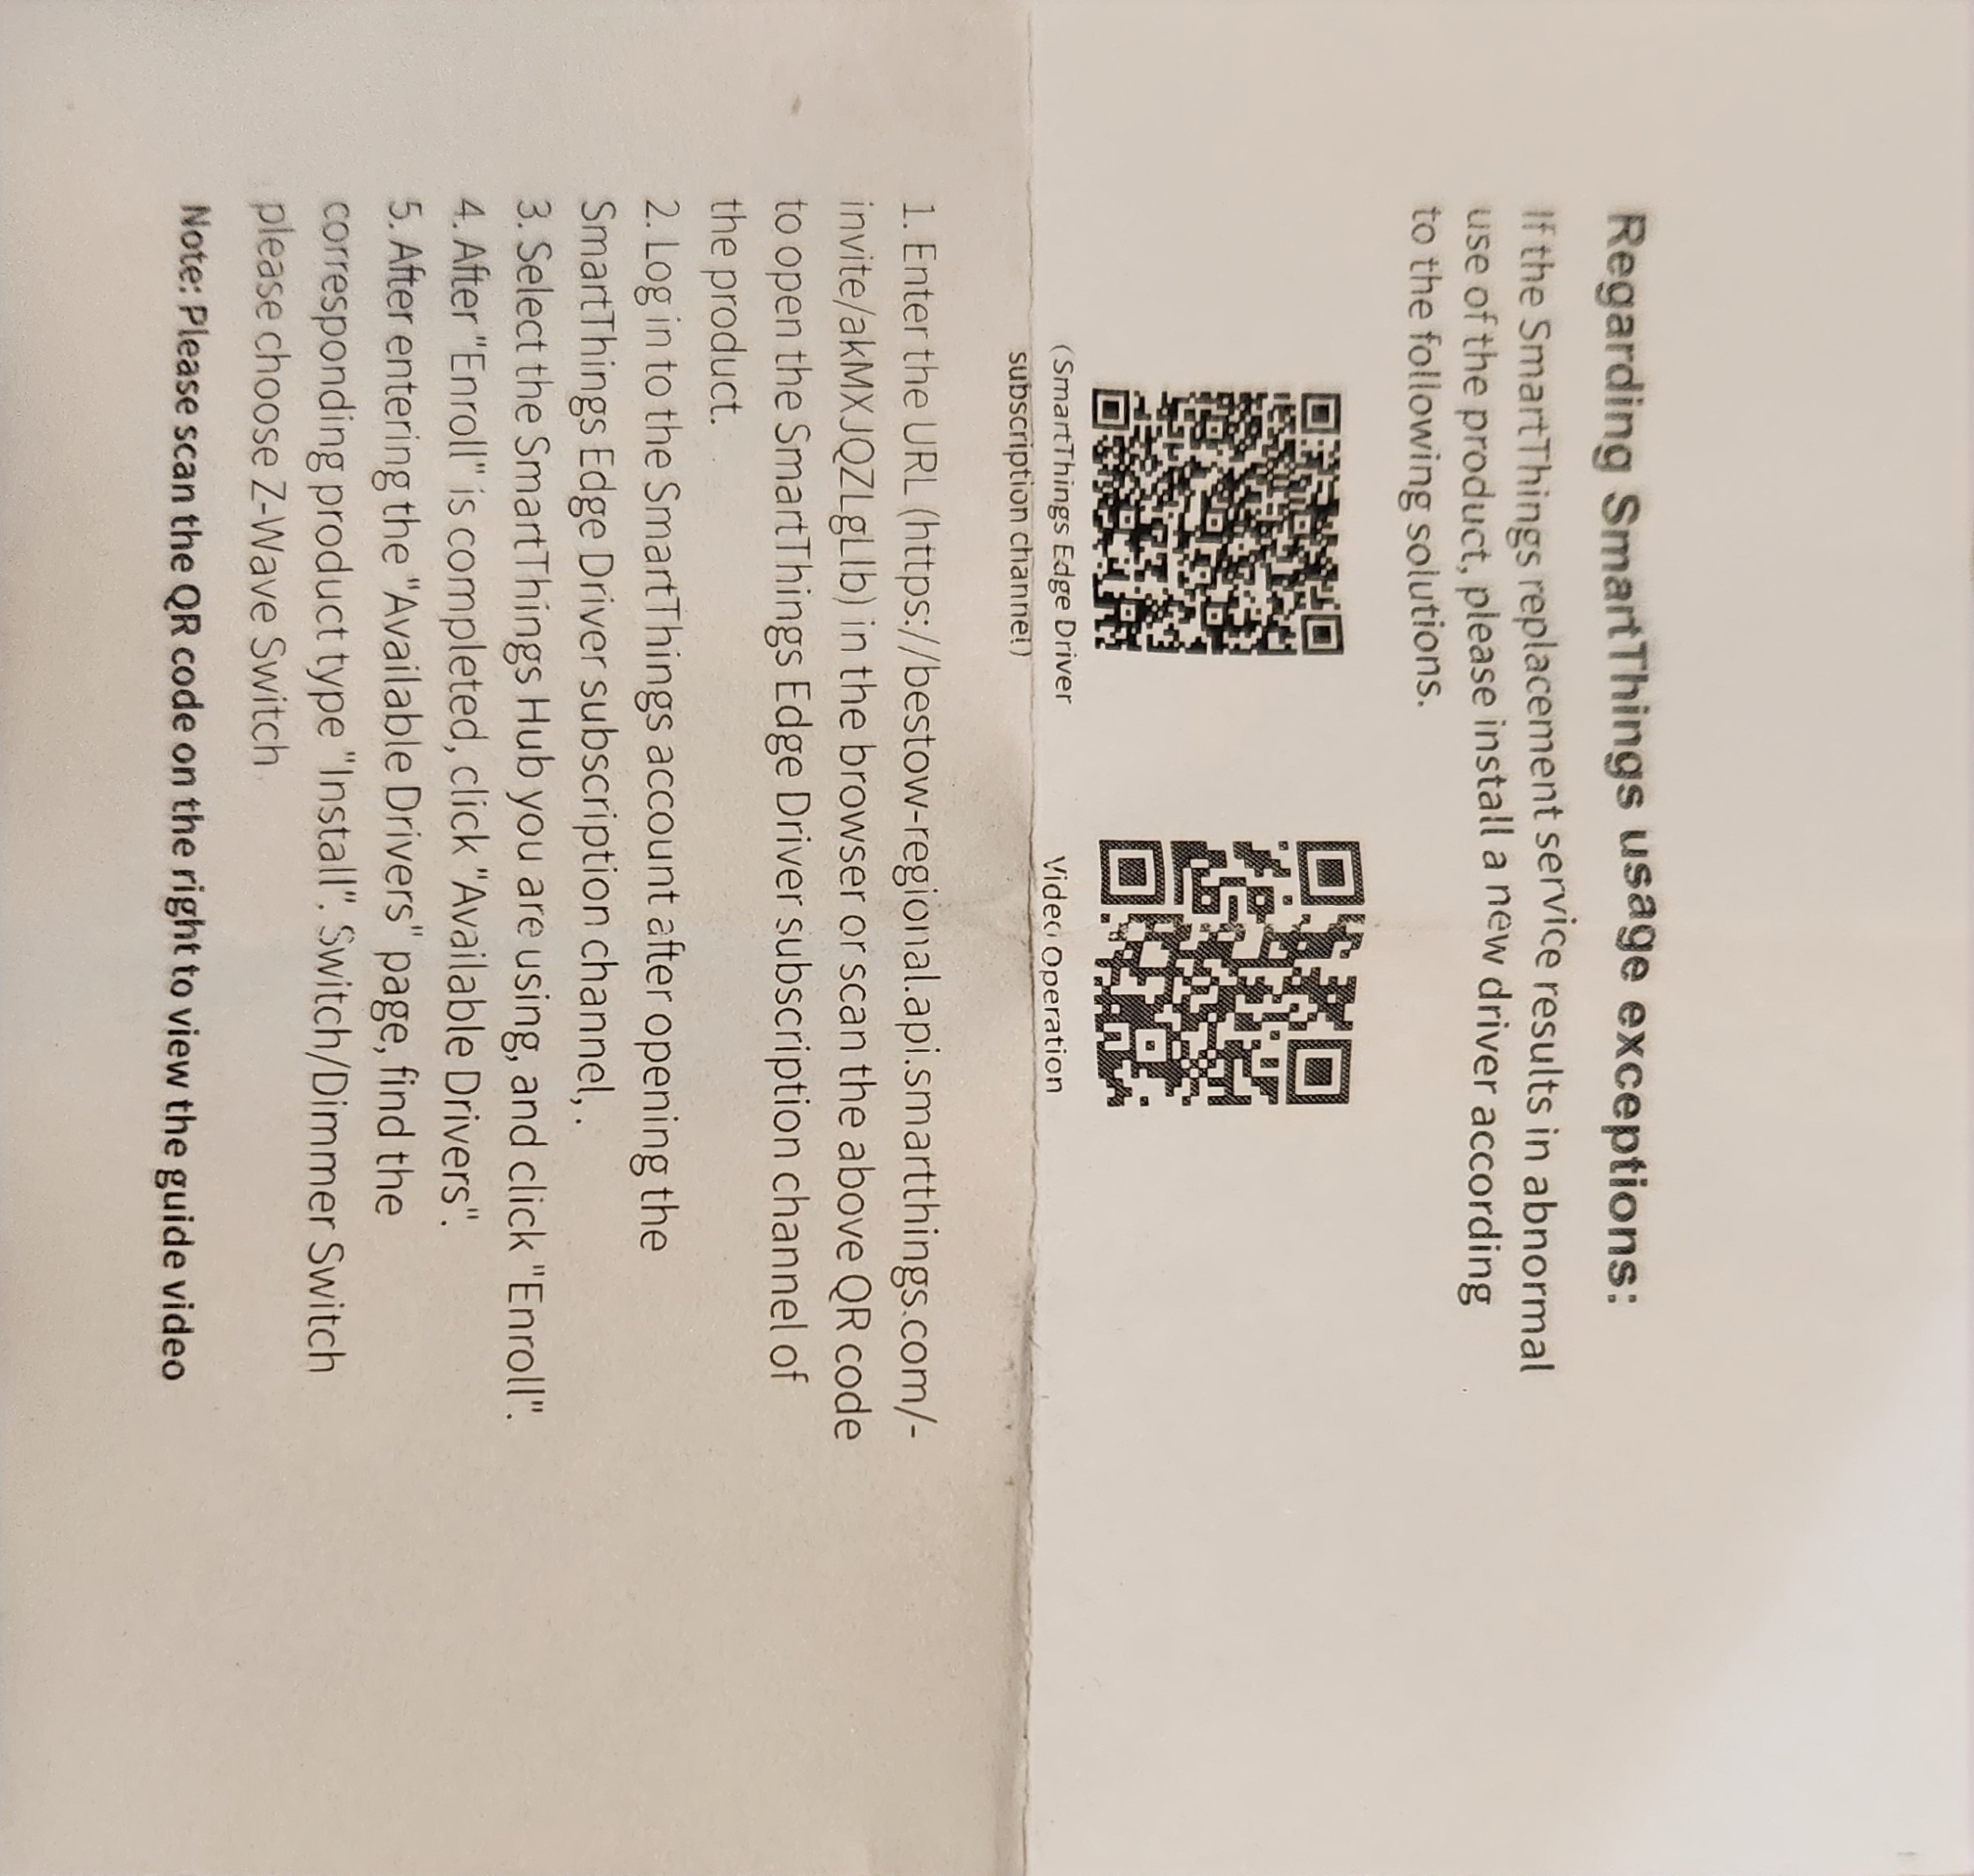 Regarding SmartThings usage exceptions:
If the SmartThings replacement service results in abnormal
use of the product, please install a new driver according
to the following solutions.
(SmartThings Edge Driver
subscription channel)
Video Operation
1. Enter the URL (https://bestow-regional.api.smartthings.com/-
invite/akMXJQZLgLlb) in the browser or scan the above QR code
to open the SmartThings Edge Driver subscription channel of
the product.
2. Log in to the SmartThings account after opening the
SmartThings Edge Driver subscription channel, .
3. Select the SmartThings Hub you are using, and click "Enroll".
4. After "Enroll" is completed, click "Available Drivers".
5. After entering the "Available Drivers" page, find the
corresponding product type "Install". Switch/Dimmer Switch
please choose Z-Wave Switch
Note: Please scan the QR code on the right to view the guide video